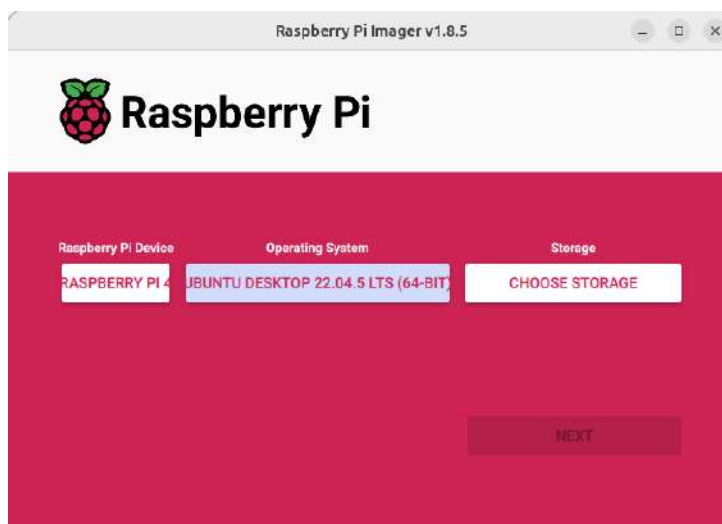 Raspberry Pi Imager v1.8.5
Raspberry Pi
Raspberry Pi Device
Operating System
Storage
RASPBERRY PI 4
UBUNTU DESKTOP 22.04.5 LTS (64-BIT)
CHOOSE STORAGE
NEXT